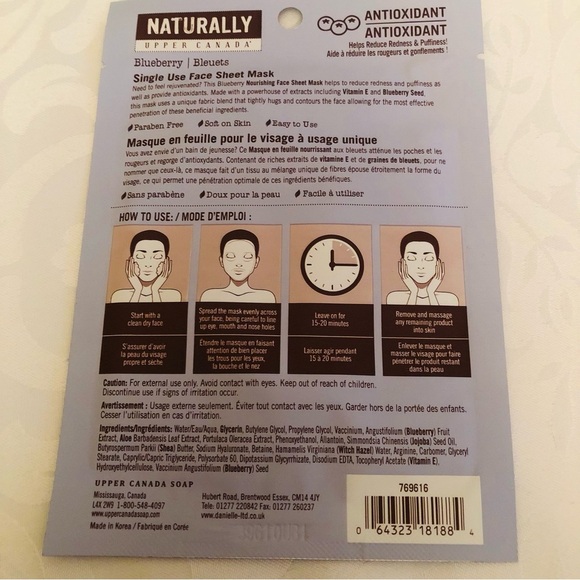 NATURALLY
UPPER CANADA®
ANTIOXIDANT
ANTIOXIDANT
Helps Reduce Redness & Puffiness!
Aide à réduire les rougeurs et gonflements !
Blueberry | Bleuets
Single Use Face Sheet Mask
Need to feel rejuvenated? This Blueberry Nourishing Face Sheet Mask helps to reduce redness and puffiness as
well as provide antioxidants. Made with a powerhouse of extracts including Vitamin E and Blueberry Seed,
this mask uses a unique fabric blend that tightly hugs and contours the face allowing for the most effective
penetration of these beneficial ingredients.
Paraben Free Soft on Skin Easy to Use
Masque en feuille pour le visage à usage unique
Vous avez envie d'un bain de jeunesse? Ce Masque en feuille nourrissant aux bleuets atténue les poches et les
rougeurs et regorge d'antioxydants. Contenant de riches extraits de vitamine E et de graines de bleuets, pour ne
nommer que ceux-là, ce masque fait d'un tissu au mélange unique de fibres épouse étroitement la forme du
visage, ce qui permet une pénétration optimale de ces ingrédients bénéfiques.
Sans parabène Doux pour la peau Facile à utiliser
HOW TO USE: / MODE D'EMPLOI :
Start with a
clean dry face
S'assurer d'avoir
la peau du visage
propre et sèche
Spread the mask evenly across
your face, being careful to line
up eye, mouth and nose holes
Étendre le masque en faisant
attention de bien placer
les trous pour les yeux,
la bouche et le nez
Leave on for
15-20 minutes
Laisser agir pendant
15 à 20 minutes
Remove and massage
any remaining product
into skin
Enlever le masque et
masser le visage pour faire
pénétrer le produit restant
dans la peau
Caution: For external use only. Avoid contact with eyes. Keep out of reach of children.
Discontinue use if signs of irritation occur.
Avertissement : Usage externe seulement. Éviter tout contact avec les yeux. Garder hors de la portée des enfants.
Cesser l'utilisation en cas d'irritation.
Ingredients/Ingrédients: Water/Eau/Aqua, Glycerin, Butylene Glycol, Propylene Glycol, Vaccinium, Angustifolium (Blueberry) Fruit
Extract, Aloe Barbadensis Leaf Extract, Portulaca Oleracea Extract, Phenoxyethanol, Allantoin, Simmondsia Chinensis (Jojoba) Seed Oil,
Butyrospermum Parkii (Shea) Butter, Sodium Hyaluronate, Betaine, Hamamelis Virginiana (Witch Hazel) Water, Arginine, Carbomer, Glyceryl
Stearate, Caprylic/Capric Triglyceride, Polysorbate 60, Dipotassium Glycyrrhizate, Disodium EDTA, Tocopheryl Acetate (Vitamin E),
Hydroxyethylcellulose, Vaccinium Angustifolium (Blueberry) Seed
UPPER CANADA SOAP
Mississauga, Canada
L4X 2M9 1-800-548-4097
www.uppercanadasoap.com
Made in Korea / Fabriqué en Corée
Hubert Road, Brentwood Essex, CM14 4JY
Tele: 01277 220842 Fax: 01277 260237
www.danielle-ltd.co.uk
769616
0 64323 18188 4